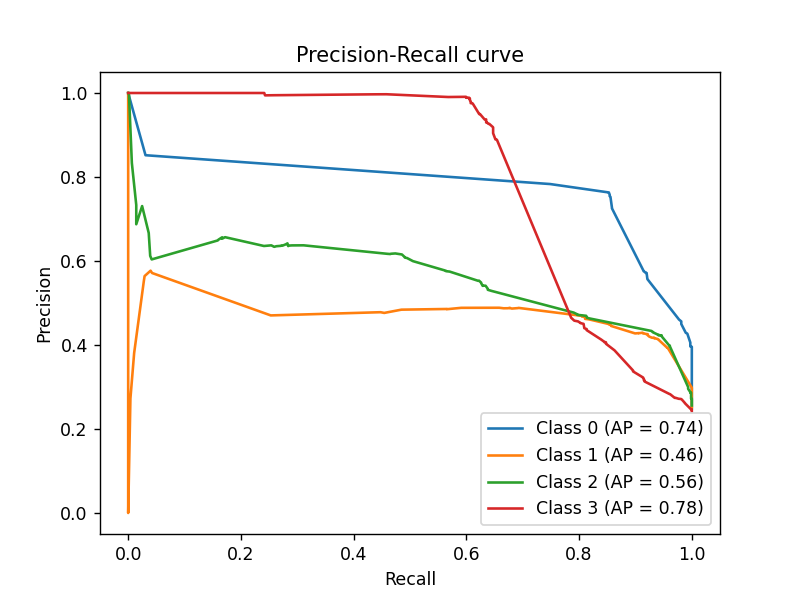 Precision-Recall curve
Precision
1.0
0.8
0.6
0.4
0.2
0.0
0.0 0.2 0.4 0.6 0.8 1.0
Recall
Class 0 (AP = 0.74)
Class 1 (AP = 0.46)
Class 2 (AP = 0.56)
Class 3 (AP = 0.78)